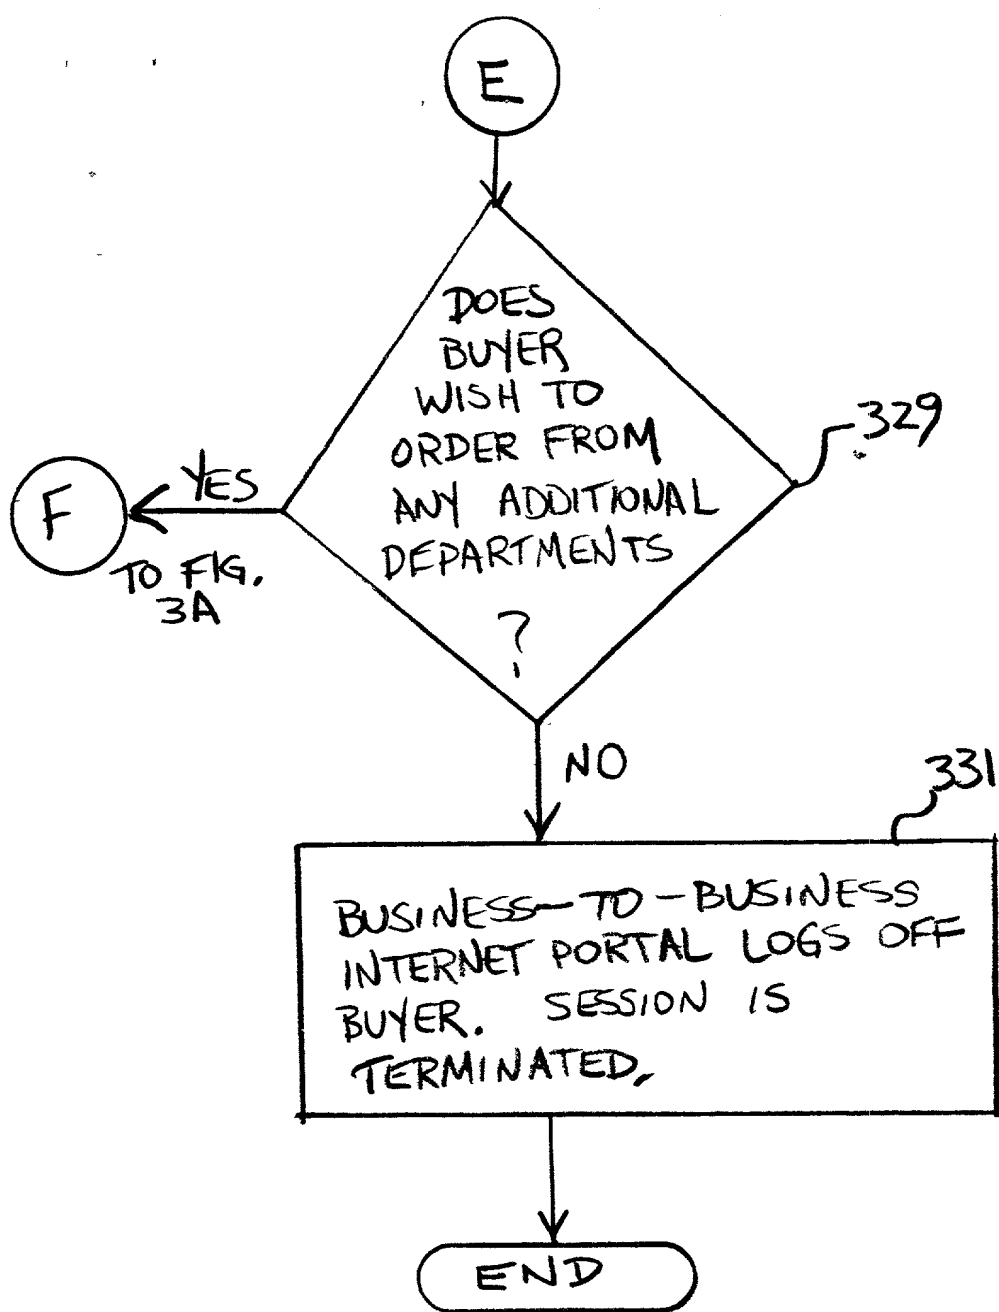 E
DOES
BUYER
WISH TO
ORDER FROM
ANY ADDITIONAL
DEPARTMENTS
?
329
YES
F
TO FIG.
3A
NO
331
BUSINESS-TO-BUSINESS
INTERNET PORTAL LOGS OFF
BUYER. SESSION IS
TERMINATED.
END